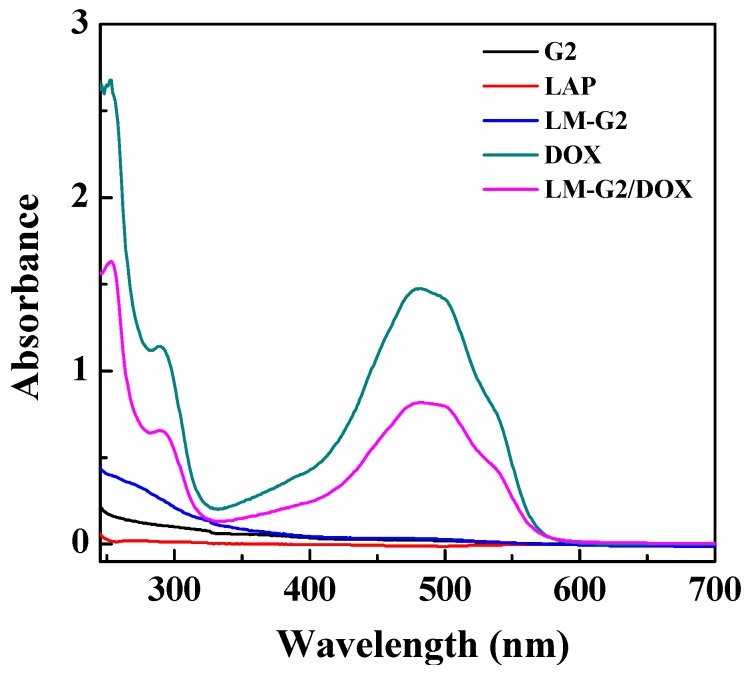 3
2
1
0
Absorbance
G2
LAP
LM-G2
DOX
LM-G2/DOX
300 400 500 600 700
Wavelength (nm)